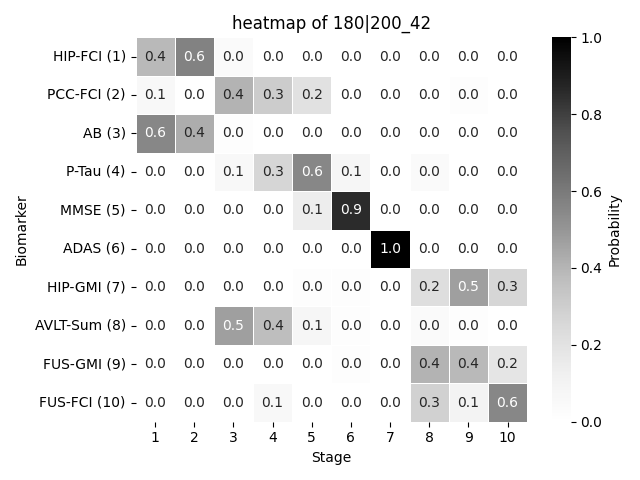 heatmap of 180|200_42
HIP-FCI (1) 0.4 0.6 0.0 0.0 0.0 0.0 0.0 0.0 0.0 0.0
PCC-FCI (2) 0.1 0.0 0.4 0.3 0.2 0.0 0.0 0.0 0.0 0.0
AB (3) 0.6 0.4 0.0 0.0 0.0 0.0 0.0 0.0 0.0 0.0
P-Tau (4) 0.0 0.0 0.1 0.3 0.6 0.1 0.0 0.0 0.0 0.0
MMSE (5) 0.0 0.0 0.0 0.0 0.1 0.9 0.0 0.0 0.0 0.0
ADAS (6) 0.0 0.0 0.0 0.0 0.0 0.0 1.0 0.0 0.0 0.0
HIP-GMI (7) 0.0 0.0 0.0 0.0 0.0 0.0 0.0 0.2 0.5 0.3
AVLT-Sum (8) 0.0 0.0 0.5 0.4 0.1 0.0 0.0 0.0 0.0 0.0
FUS-GMI (9) 0.0 0.0 0.0 0.0 0.0 0.0 0.0 0.4 0.4 0.2
FUS-FCI (10) 0.0 0.0 0.0 0.1 0.0 0.0 0.0 0.3 0.1 0.6
1 2 3 4 5 6 7 8 9 10
Stage
Biomarker
1.0
0.8
0.6
0.4
0.2
0.0
Probability